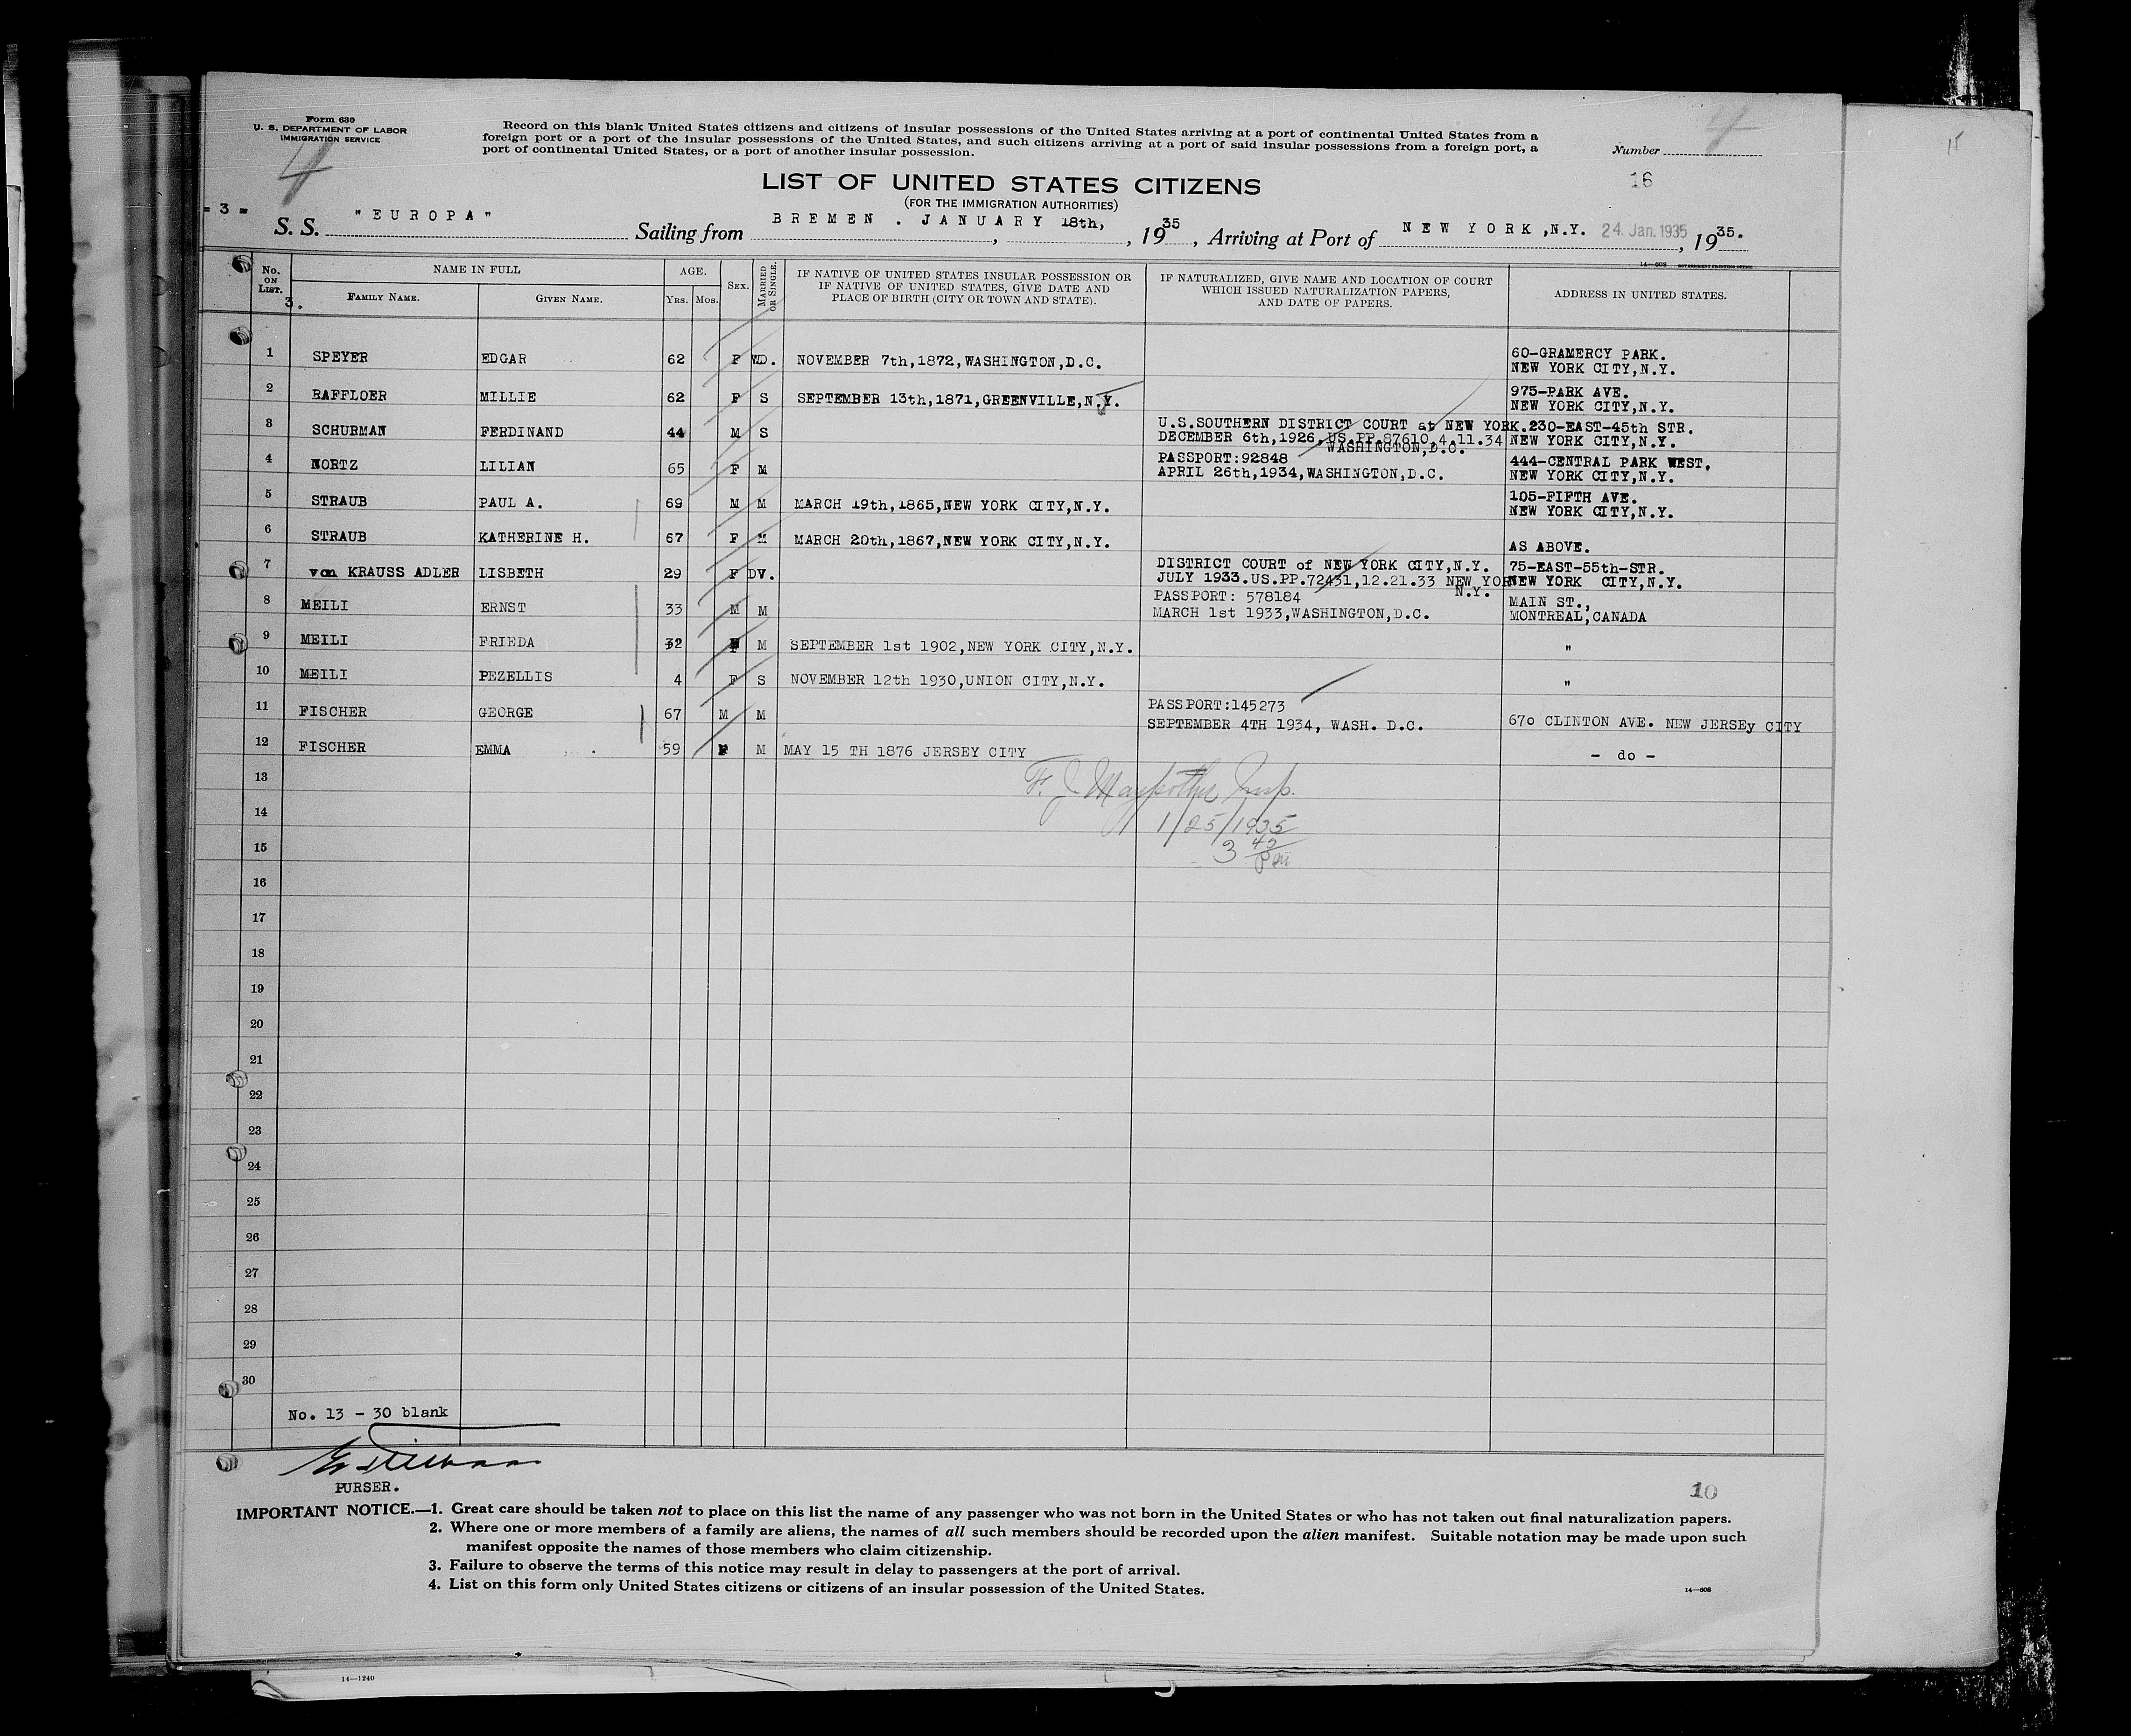 Form 630
U. S. DEPARTMENT OF LABOR
IMMIGRATION SERVICE
4
Record on this blank United States citizens and citizens of insular possessions of the United States arriving at a port of continental United States from a
foreign port or a port of the insular possessions of the United States, and such citizens arriving at a port of said insular possessions from a foreign port, a
port of continental United States, or a port of another insular possession.
4
Number
15
16
LIST OF UNITED STATES CITIZENS
(FOR THE IMMIGRATION AUTHORITIES)
- 3 -
S. S. "EUROPA" Sailing from BREMEN . JANUARY 18th, , 1935 , Arriving at Port of NEW YORK,N.Y. 24. Jan. 1935 , 1935.
14—608 GOVERNMENT PRINTING OFFICE
No. ON LIST. NAME IN FULL AGE. SEX. MARRIED OR SINGLE. IF NATIVE OF UNITED STATES INSULAR POSSESSION OR IF NATIVE OF UNITED STATES, GIVE DATE AND PLACE OF BIRTH (CITY OR TOWN AND STATE). IF NATURALIZED, GIVE NAME AND LOCATION OF COURT WHICH ISSUED NATURALIZATION PAPERS, AND DATE OF PAPERS. ADDRESS IN UNITED STATES.
3. FAMILY NAME. GIVEN NAME. YRS. MOS.
1 SPEYER EDGAR 62 F WD. NOVEMBER 7th,1872,WASHINGTON,D.C. 60-GRAMERCY PARK.
NEW YORK CITY,N.Y.
2 RAFFLOER MILLIE 62 F S SEPTEMBER 13th,1871,GREENVILLE,N.Y. 975-PARK AVE.
NEW YORK CITY,N.Y.
3 SCHURMAN FERDINAND 44 M S U.S.SOUTHERN DISTRICT COURT at NEW YORK. 230-EAST-45th STR.
DECEMBER 6th,1926,US.PP.87610,4.11.34 NEW YORK CITY,N.Y.
WASHINGTON,D.C.
4 NORTZ LILIAN 65 F M PASSPORT:92848 444-CENTRAL PARK WEST,
APRIL 26th,1934,WASHINGTON,D.C. NEW YORK CITY,N.Y.
5 STRAUB PAUL A. 69 M M MARCH 19th,1865,NEW YORK CITY,N.Y. 105-FIFTH AVE.
NEW YORK CITY,N.Y.
6 STRAUB KATHERINE H. 67 F M MARCH 20th,1867,NEW YORK CITY,N.Y. AS ABOVE.
7 von KRAUSS ADLER LISBETH 29 F DV. DISTRICT COURT of NEW YORK CITY,N.Y. 75-EAST-55th-STR.
JULY 1933.US.PP.72431,12.21.33 NEW YOR NEW YORK CITY,N.Y.
N.Y.
8 MEILI ERNST 33 M M PASSPORT: 578184 MAIN ST.,
MARCH 1st 1933,WASHINGTON,D.C. MONTREAL,CANADA
9 MEILI FRIEDA 32 F M SEPTEMBER 1st 1902,NEW YORK CITY,N.Y. "
10 MEILI PEZELLIS 4 F S NOVEMBER 12th 1930,UNION CITY,N.Y. "
11 FISCHER GEORGE 67 M M PASSPORT:145273
SEPTEMBER 4TH 1934, WASH. D.C. 670 CLINTON AVE. NEW JERSEy CITY
12 FISCHER EMMA 59 F M MAY 15 TH 1876 JERSEY CITY - do -
13
F. J. Insp.
14
1/25/1935
15
3 45 pm
16
17
18
19
20
21
22
23
24
25
26
27
28
29
30
No. 13 - 30 blank
PURSER.
10
IMPORTANT NOTICE.—1. Great care should be taken not to place on this list the name of any passenger who was not born in the United States or who has not taken out final naturalization papers.
2. Where one or more members of a family are aliens, the names of all such members should be recorded upon the alien manifest. Suitable notation may be made upon such
manifest opposite the names of those members who claim citizenship.
3. Failure to observe the terms of this notice may result in delay to passengers at the port of arrival.
4. List on this form only United States citizens or citizens of an insular possession of the United States.
14—608
14—1240